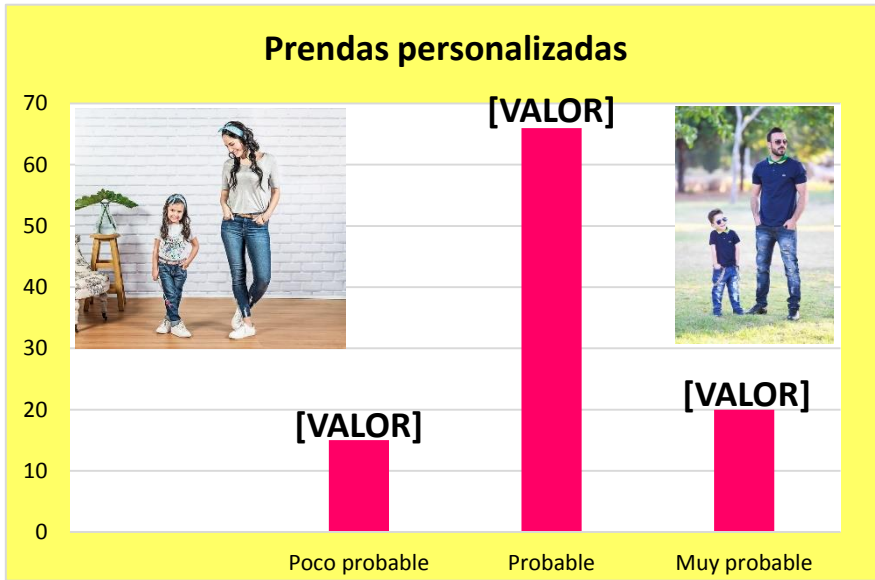 Prendas personalizadas
70
60
50
40
30
20
10
0
[VALOR]
[VALOR]
[VALOR]
Poco probable
Probable
Muy probable